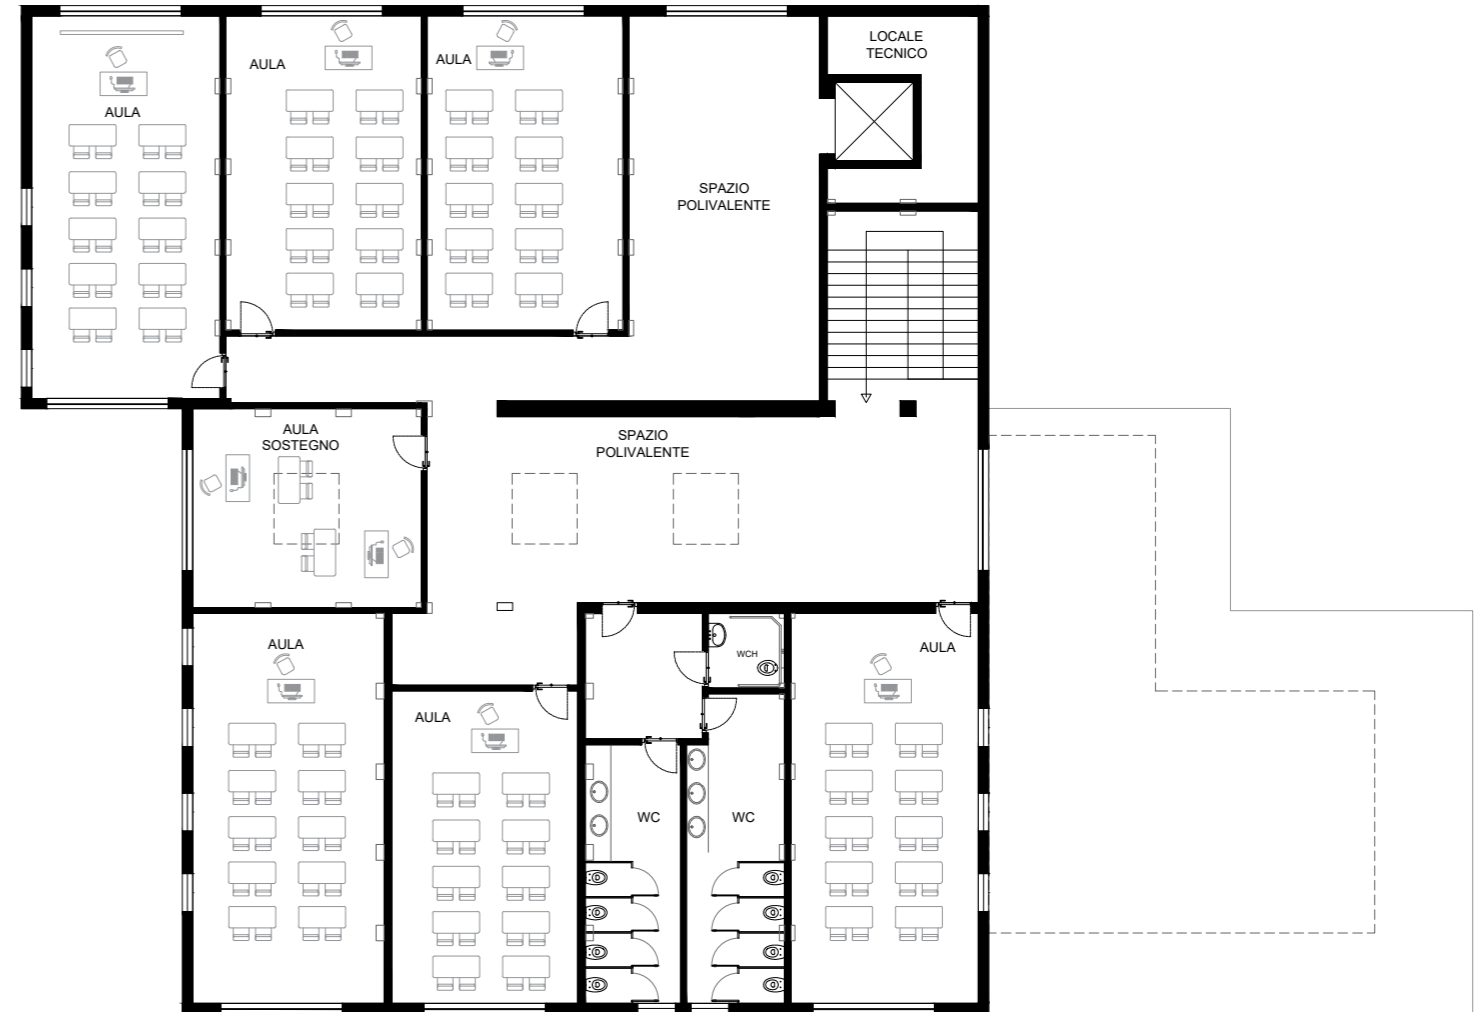 LOCALE
TECNICO
AULA
AULA
AULA
SPAZIO
POLIVALENTE
AULA
SOSTEGNO
SPAZIO
POLIVALENTE
AULA
WCH
AULA
AULA
WC
WC